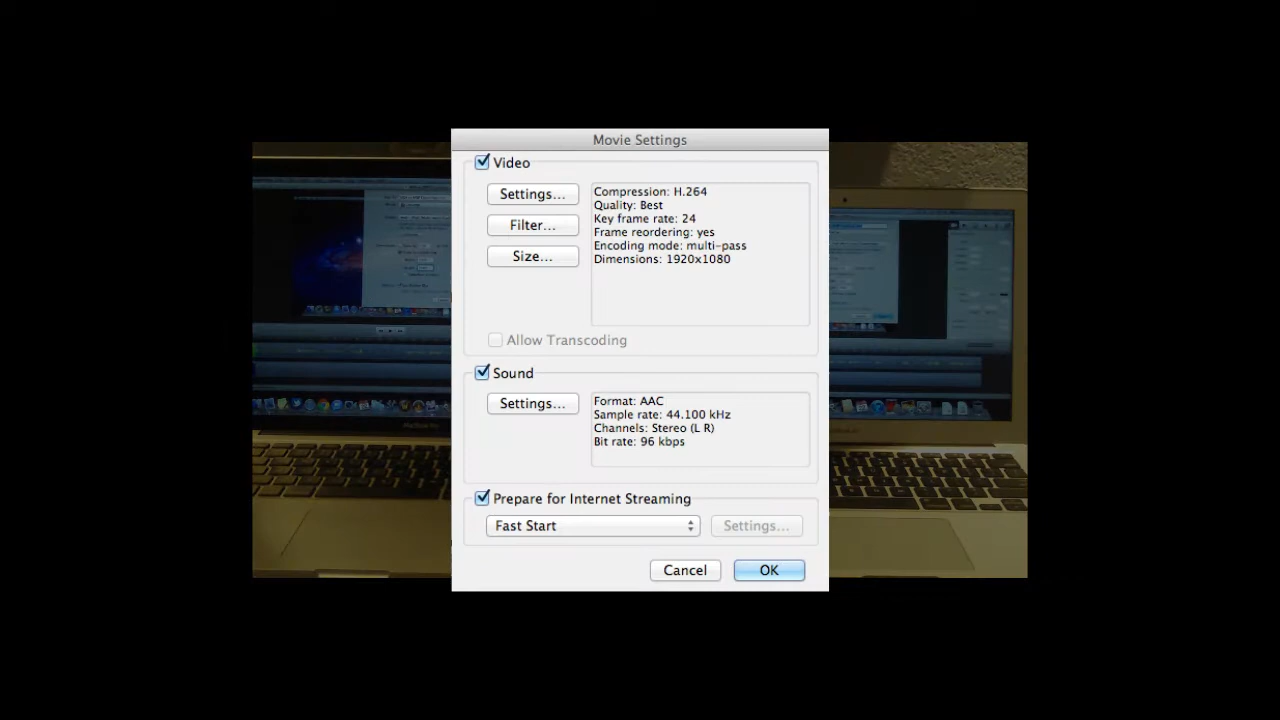 Movie Settings
Video
Settings...
Filter...
Size...
Compression: H.264
Quality: Best
Key frame rate: 24
Frame reordering: yes
Encoding mode: multi-pass
Dimensions: 1920x1080
Allow Transcoding
Sound
Settings...
Format: AAC
Sample rate: 44.100 kHz
Channels: Stereo (L R)
Bit rate: 96 kbps
Prepare for Internet Streaming
Fast Start
Settings...
Cancel
OK